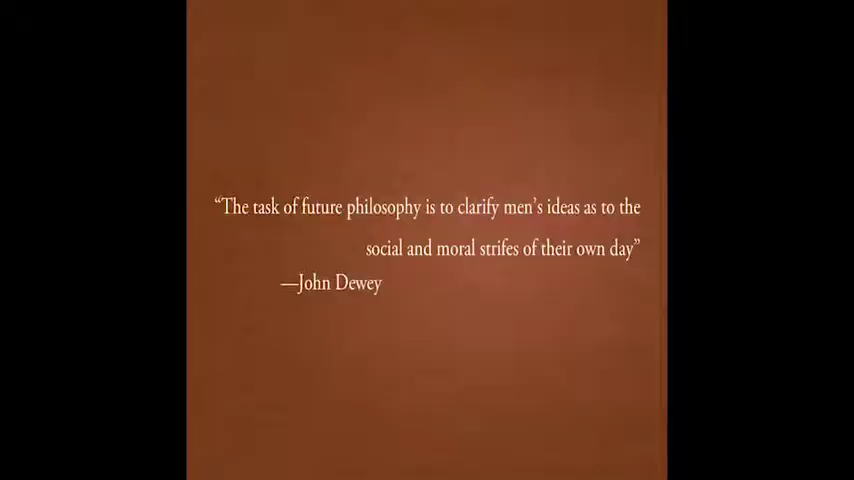 “The task of future philosophy is to clarify men’s ideas as to the
social and moral strifes of their own day”
—John Dewey